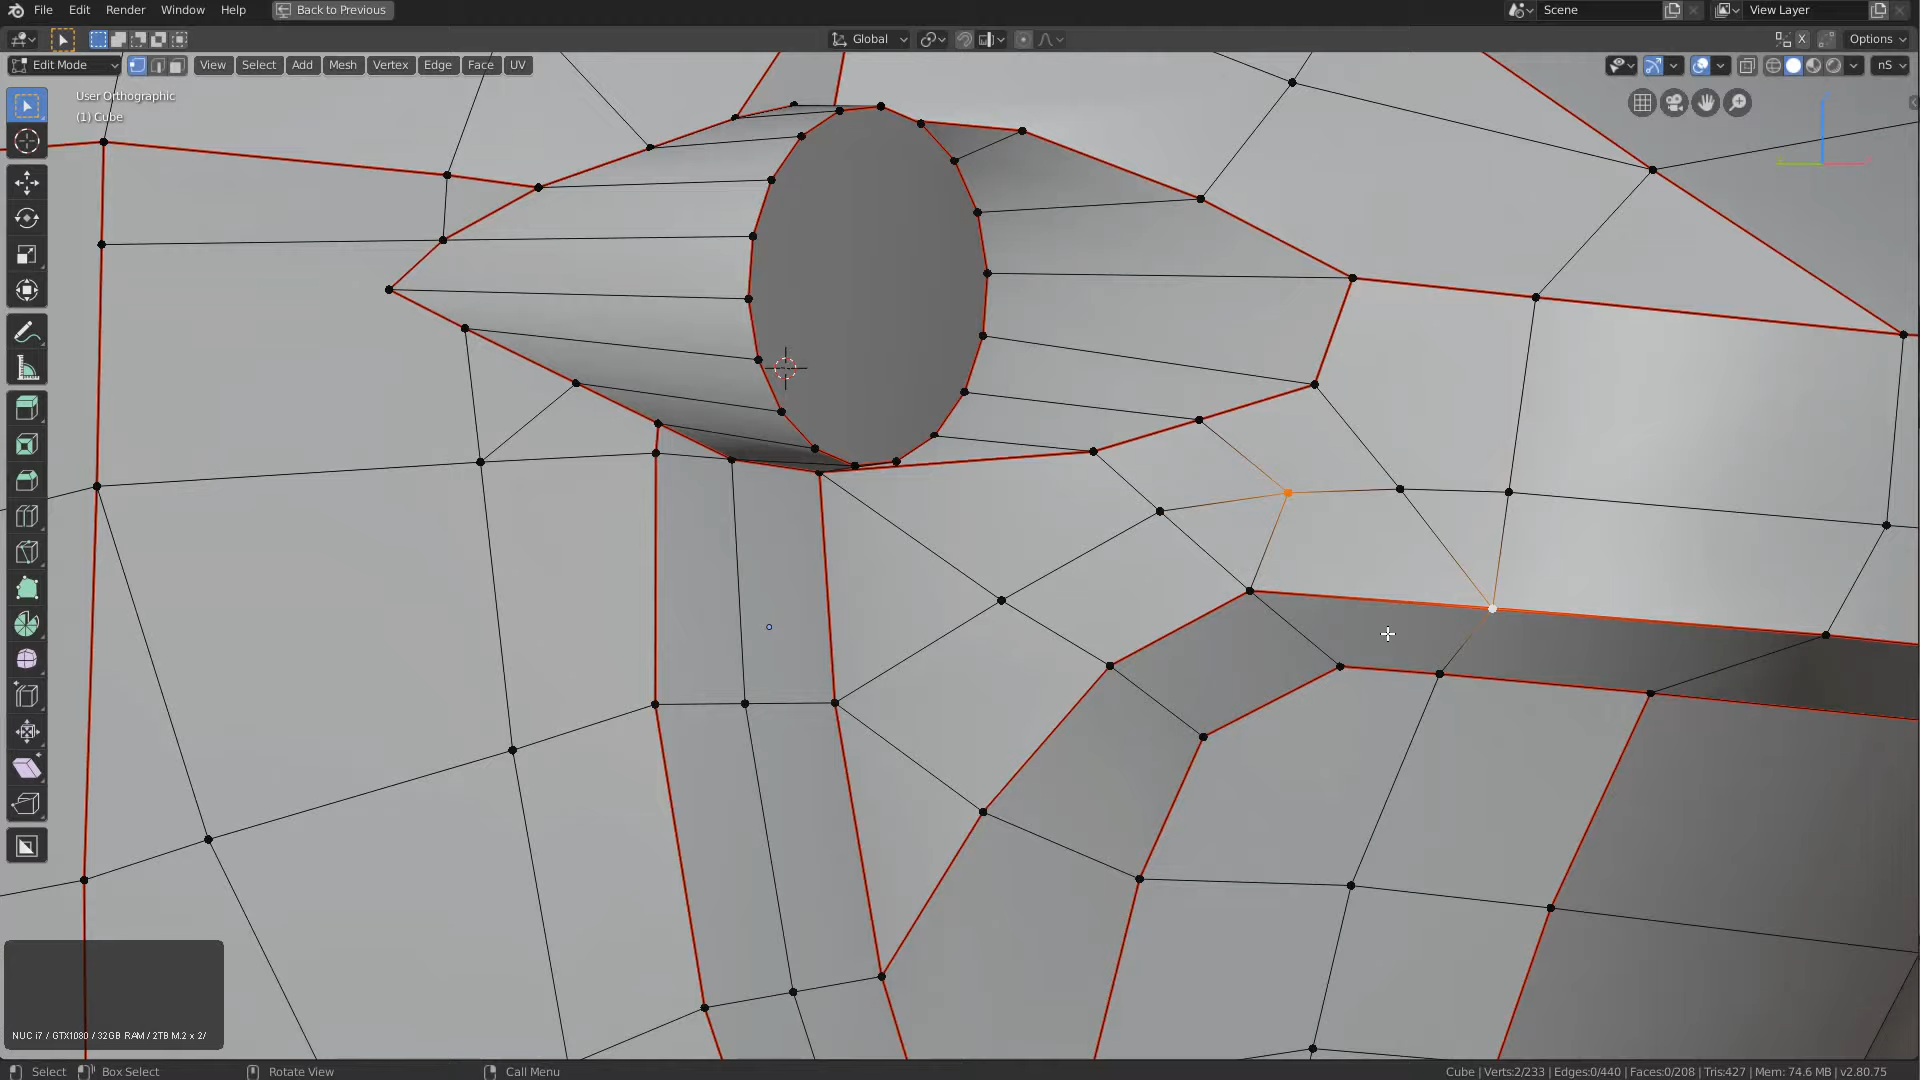 File Edit Render Window Help Back to Previous Scene View Layer
Global X Options
Edit Mode View Select Add Mesh Vertex Edge Face UV nS
User Orthographic
(1) Cube
NUC i7 / GTX1080 / 32GB RAM / 2TB M.2 x 2/
Select Box Select Rotate View Call Menu Cube | Verts:2/233 | Edges:0/440 | Faces:0/208 | Tris:427 | Mem: 74.6 MB | v2.80.75